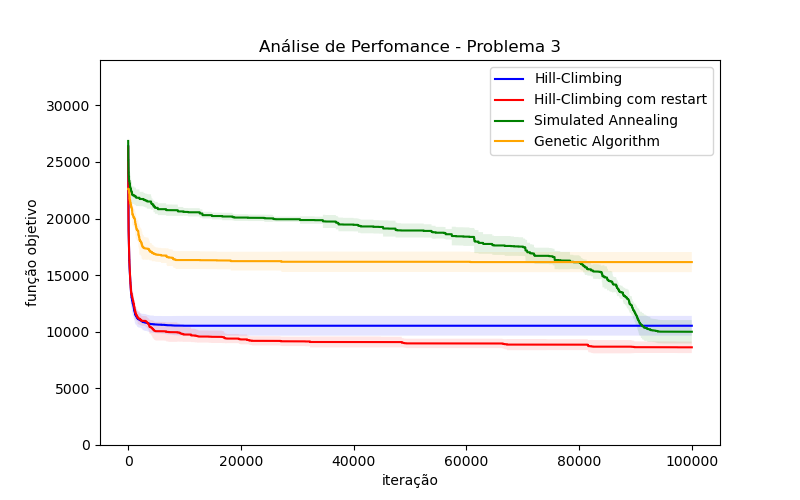 Análise de Perfomance - Problema 3
Hill-Climbing
Hill-Climbing com restart
Simulated Annealing
Genetic Algorithm
função objetivo
30000
25000
20000
15000
10000
5000
0
0 20000 40000 60000 80000 100000
iteração